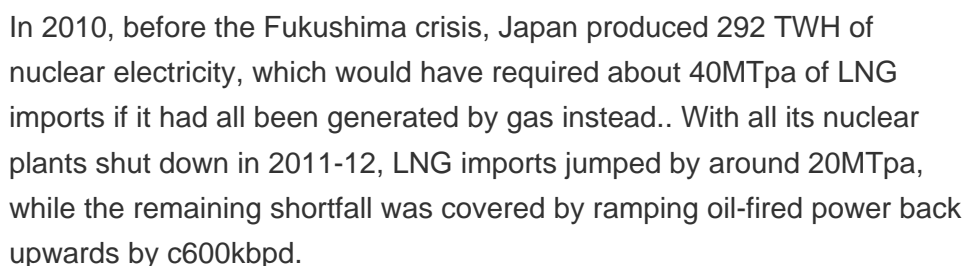 In 2010, before the Fukushima crisis, Japan produced 292 TWH of
nuclear electricity, which would have required about 40MTpa of LNG
imports if it had all been generated by gas instead.. With all its nuclear
plants shut down in 2011-12, LNG imports jumped by around 20MTpa,
while the remaining shortfall was covered by ramping oil-fired power back
upwards by c600kbpd.